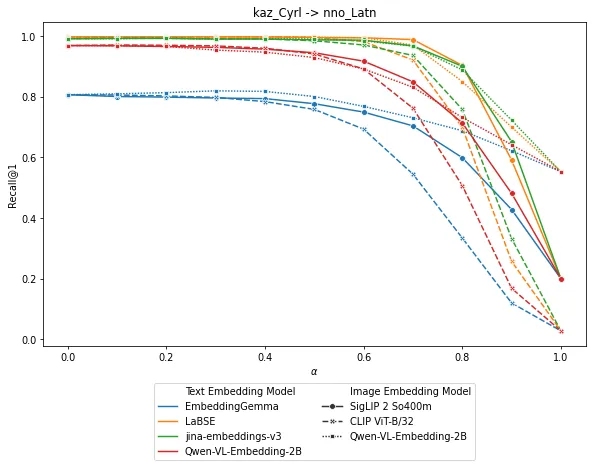 kaz_Cyrl -> nno_Latn
Recall@1
1.0
0.8
0.6
0.4
0.2
0.0
0.0 0.2 0.4 0.6 0.8 1.0
α
Text Embedding Model
EmbeddingGemma
LaBSE
jina-embeddings-v3
Qwen-VL-Embedding-2B
Image Embedding Model
SigLIP 2 So400m
CLIP ViT-B/32
Qwen-VL-Embedding-2B